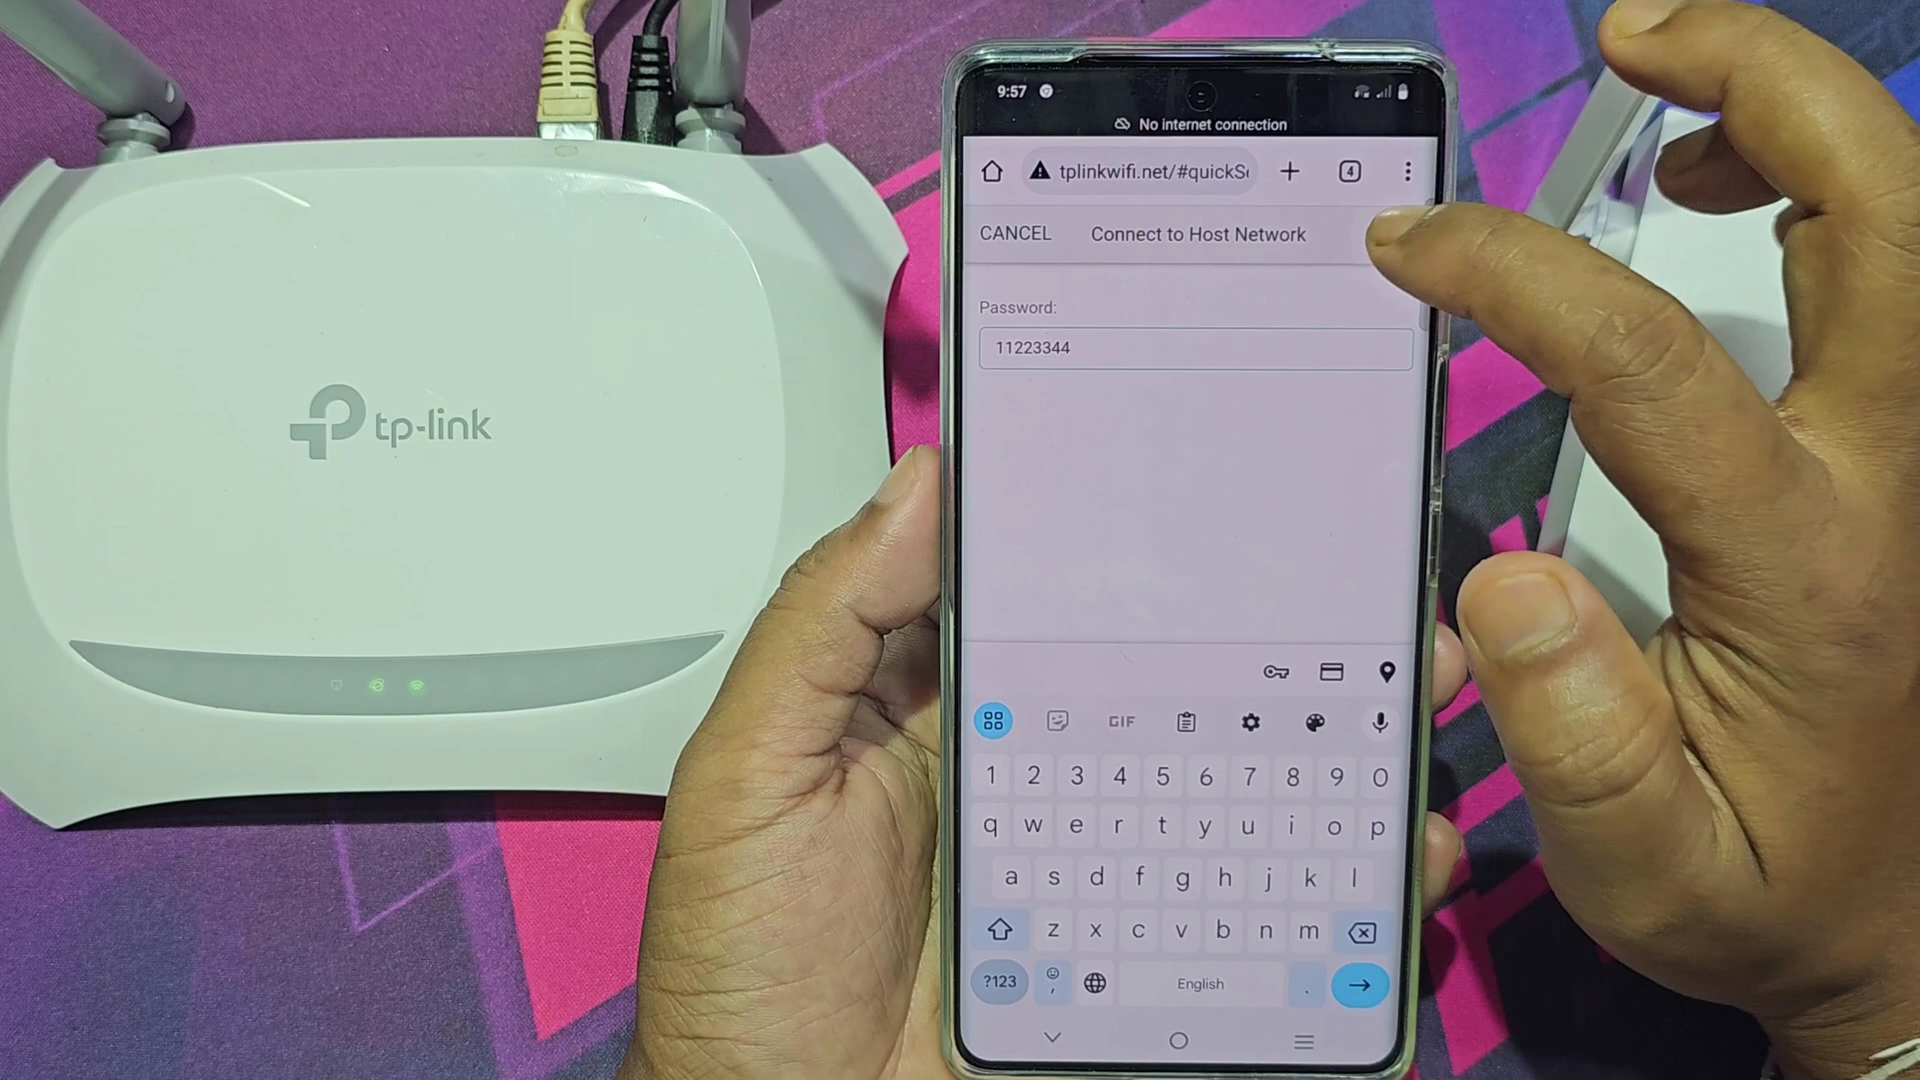 tp-link
9:57
No internet connection
tplinkwifi.net/#quickSe
4
CANCEL Connect to Host Network
Password:
11223344
GIF
1 2 3 4 5 6 7 8 9 0
q w e r t y u i o p
a s d f g h j k l
z x c v b n m
?123 , English .